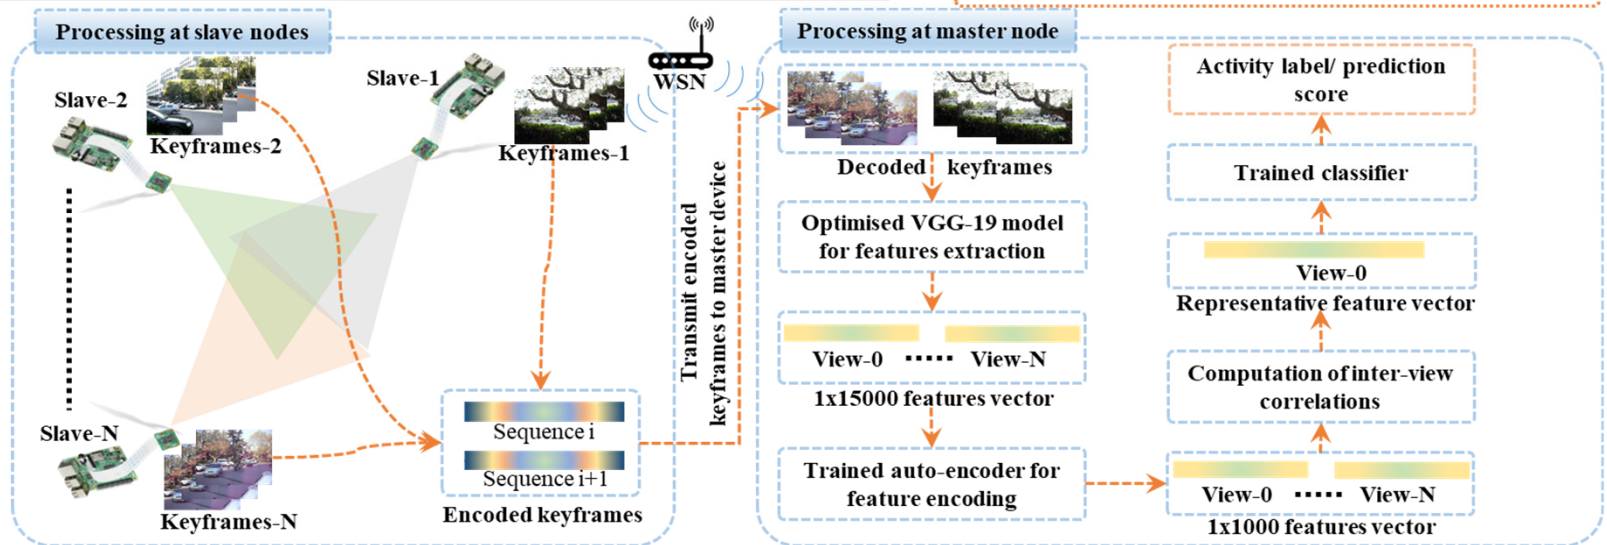 Processing at slave nodes
Slave-2
Keyframes-2
Slave-1
Keyframes-1
WSN
Slave-N
Keyframes-N
Sequence i
Sequence i+1
Encoded keyframes
Transmit encoded
keyframes to master device
Processing at master node
Decoded keyframes
Optimised VGG-19 model
for features extraction
View-0 ..... View-N
1x15000 features vector
Trained auto-encoder for
feature encoding
View-0 ..... View-N
1x1000 features vector
Computation of inter-view
correlations
Representative feature vector
View-0
Trained classifier
Activity label/ prediction
score